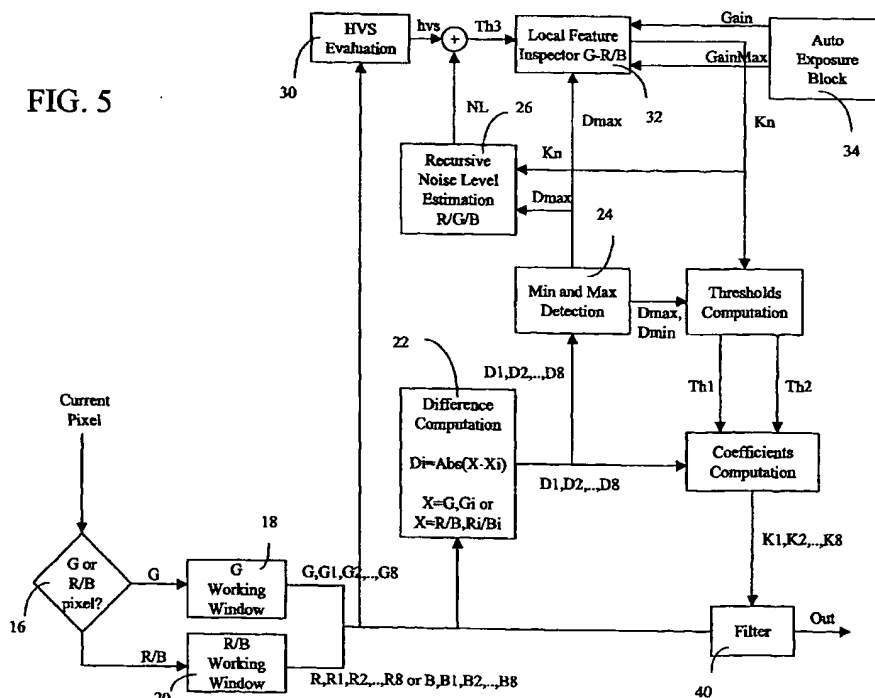 FIG. 5
HVS
Evaluation
30
hvs
+
Th3
Local Feature
Inspector G-R/B
32
Gain
GainMax
Auto
Exposure
Block
34
NL
26
Dmax
Kn
Kn
Recursive
Noise Level
Estimation
R/G/B
Dmax
24
Min and Max
Detection
Dmax,
Dmin
Thresholds
Computation
22
D1,D2,..,D8
Th1
Th2
Difference
Computation
Di=Abs(X-Xi)
X=G,Gi or
X=R/B,Ri/Bi
D1,D2,..,D8
Coefficients
Computation
Current
Pixel
K1,K2,..,K8
G or
R/B
pixel?
16
G
18
G
Working
Window
G,G1,G2,..,G8
R/B
R/B
Working
Window
20
R,R1,R2,..,R8 or B,B1,B2,..,B8
Filter
40
Out